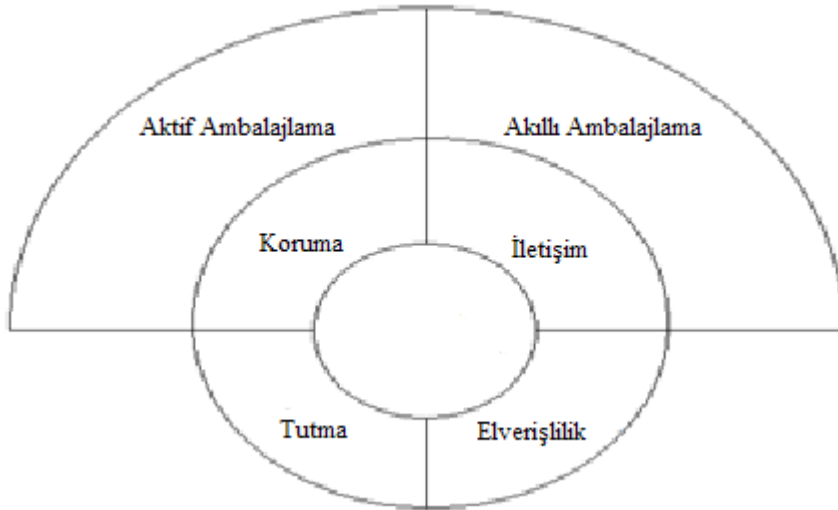 Aktif Ambalajlama
Akıllı Ambalajlama
Koruma
İletişim
Tutma
Elverişlilik